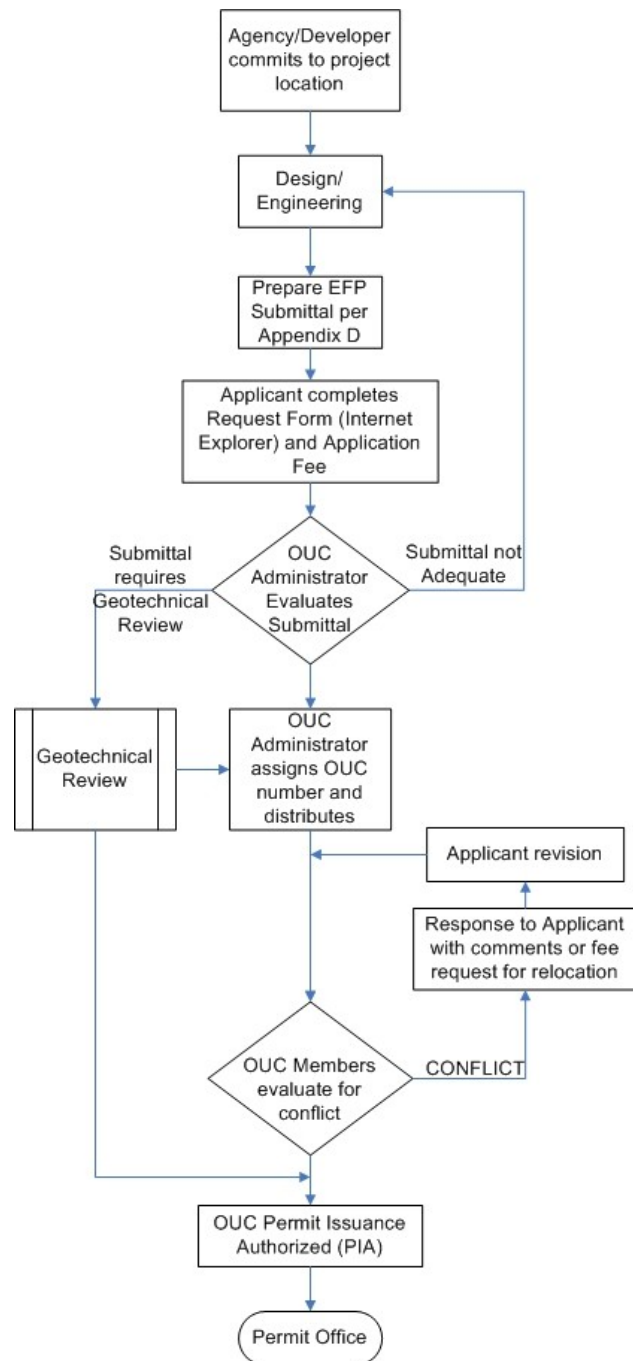 Agency/Developer
commits to project
location
Design/
Engineering
Prepare EFP
Submittal per
Appendix D
Applicant completes
Request Form (Internet
Explorer) and Application
Fee
Submittal
requires
Geotechnical
Review
OUC
Administrator
Evaluates
Submittal
Submittal not
Adequate
Geotechnical
Review
OUC
Administrator
assigns OUC
number and
distributes
Applicant revision
Response to Applicant
with comments or fee
request for relocation
OUC Members
evaluate for
conflict
CONFLICT
OUC Permit Issuance
Authorized (PIA)
Permit Office